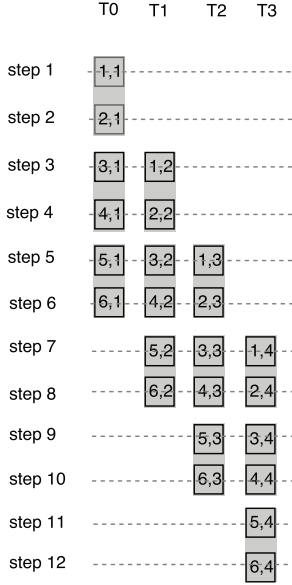 T0 T1 T2 T3
step 1 1,1
step 2 2,1
step 3 3,1 1,2
step 4 4,1 2,2
step 5 5,1 3,2 1,3
step 6 6,1 4,2 2,3
step 7 5,2 3,3 1,4
step 8 6,2 4,3 2,4
step 9 5,3 3,4
step 10 6,3 4,4
step 11 5,4
step 12 6,4